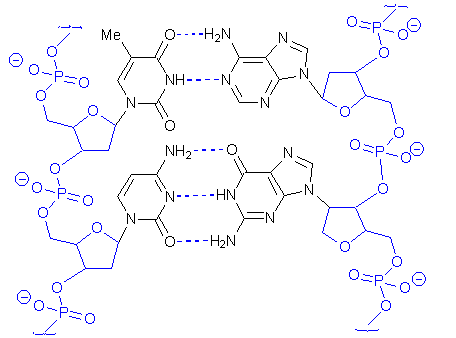 O P O −
Me O H₂N N
O
− O P O NH N N
O N O N O
O
O
O P O −
O NH₂ O N
− O P O N HN N O
O
O N O H₂N N O
O
O O P O −
− O P O O